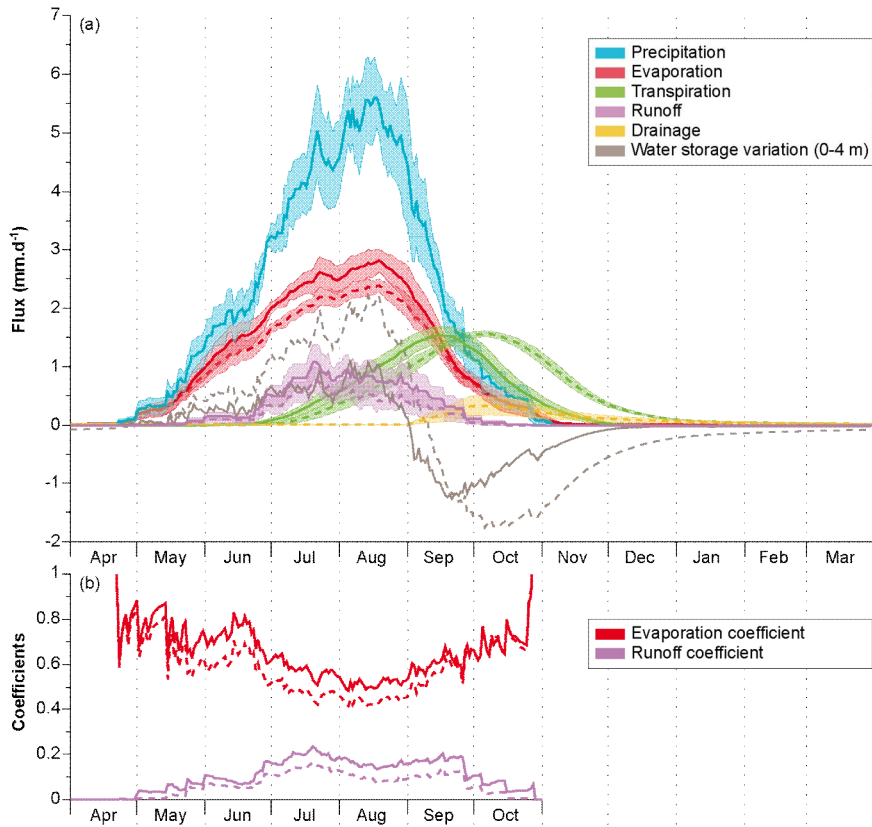 (a)
7
6
5
4
3
2
1
0
-1
-2
Flux (mm.d⁻¹)
Precipitation
Evaporation
Transpiration
Runoff
Drainage
Water storage variation (0-4 m)
Apr May Jun Jul Aug Sep Oct Nov Dec Jan Feb Mar
(b)
1
0.8
0.6
0.4
0.2
0
Coefficients
Evaporation coefficient
Runoff coefficient
Apr May Jun Jul Aug Sep Oct